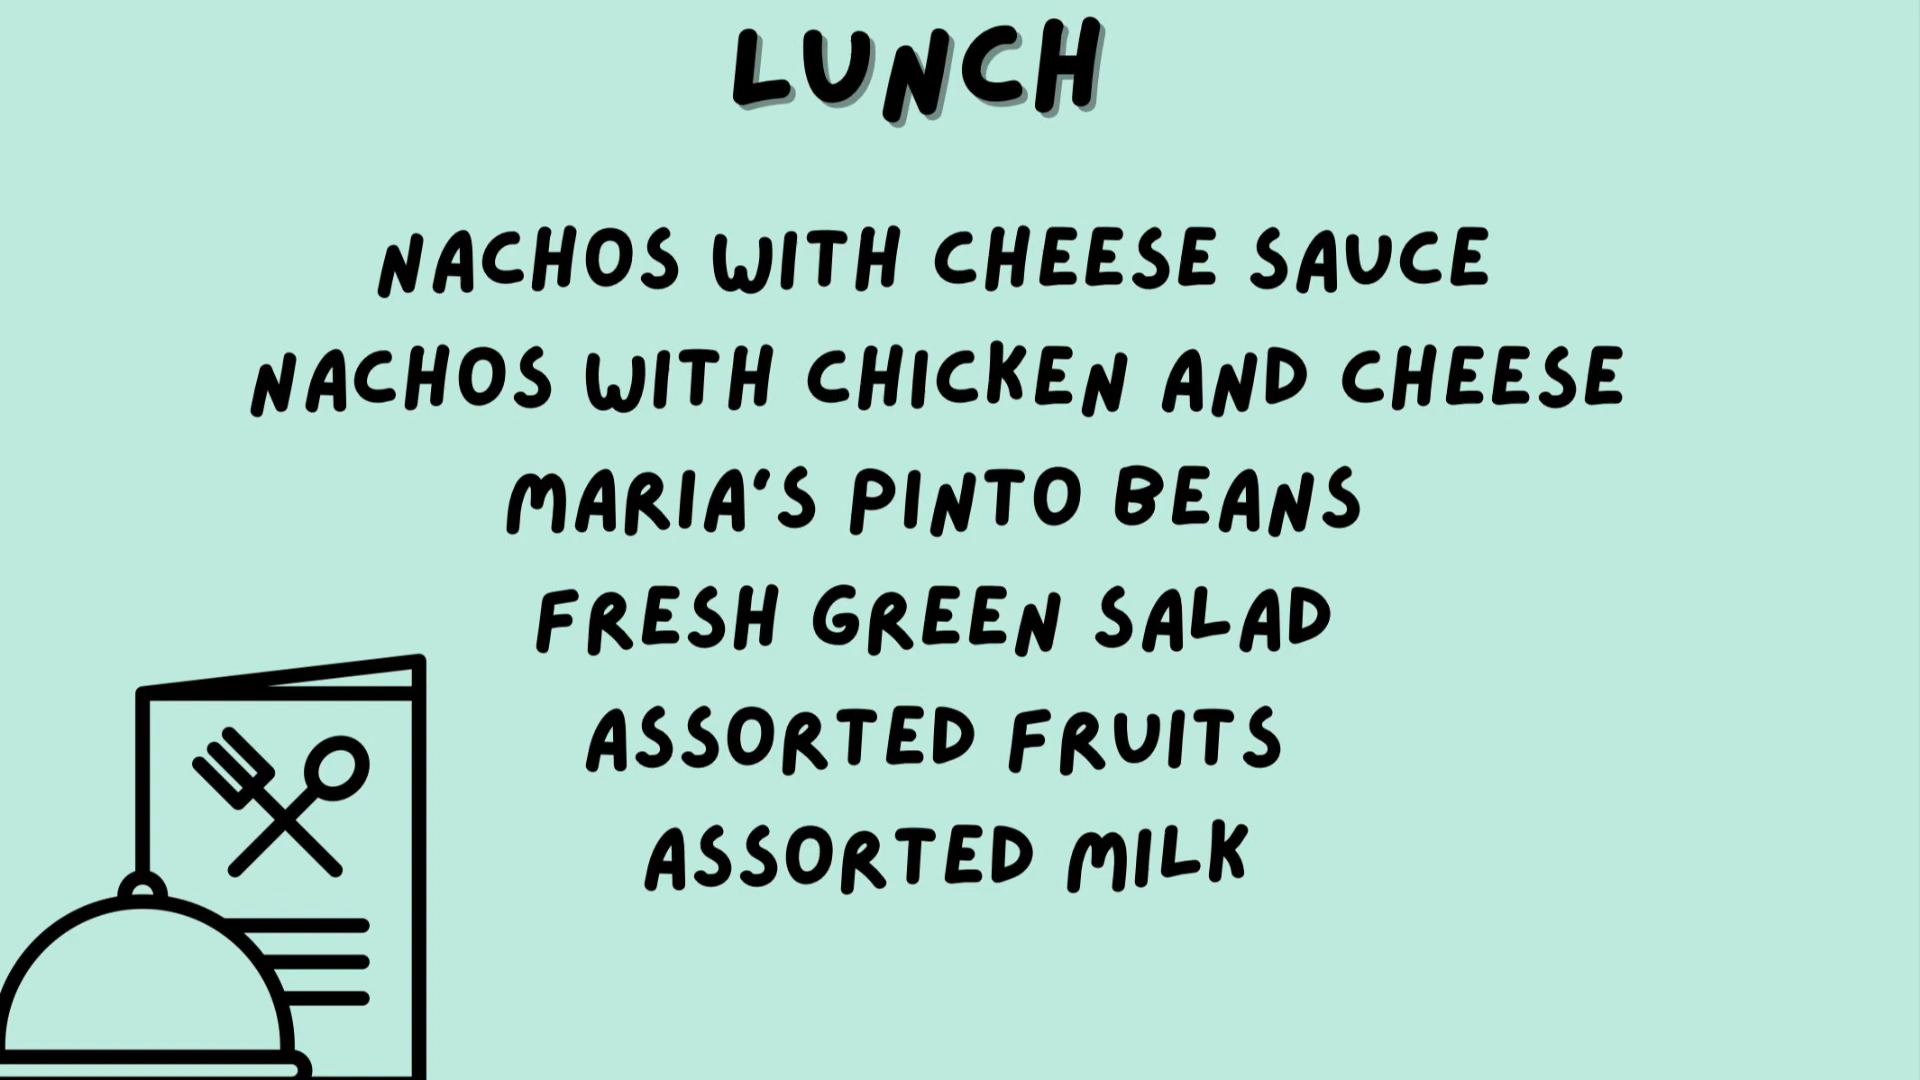 LUNCH
NACHOS WITH CHEESE SAUCE
NACHOS WITH CHICKEN AND CHEESE
MARIA'S PINTO BEANS
FRESH GREEN SALAD
ASSORTED FRUITS
ASSORTED MILK